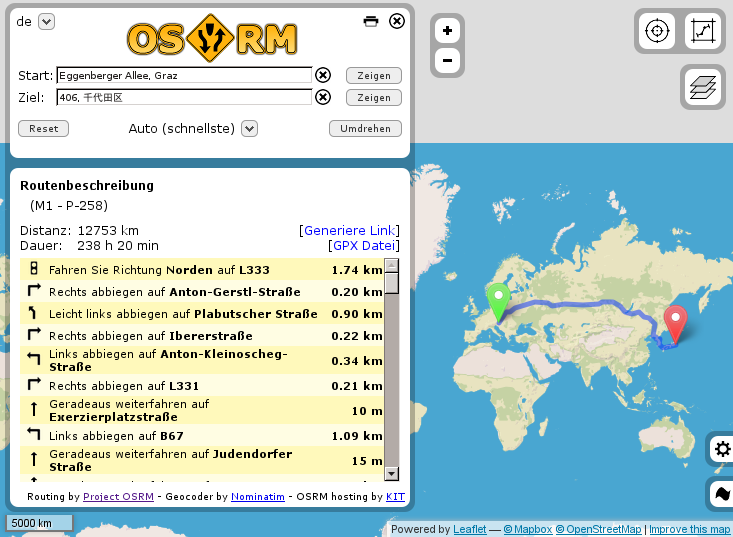 de
OSRM
Start: Eggenberger Allee, Graz Zeigen
Ziel: 406, 千代田区 Zeigen
Reset Auto (schnellste) Umdrehen
Routenbeschreibung
(M1 - P-258)
Distanz: 12753 km [Generiere Link]
Dauer: 238 h 20 min [GPX Datei]
Fahren Sie Richtung Norden auf L333 1.74 km
Rechts abbiegen auf Anton-Gerstl-Straße 0.20 km
Leicht links abbiegen auf Plabutscher Straße 0.90 km
Rechts abbiegen auf Ibererstraße 0.22 km
Links abbiegen auf Anton-Kleinoscheg-
Straße 0.34 km
Rechts abbiegen auf L331 0.21 km
Geradeaus weiterfahren auf
Exerzierplatzstraße 10 m
Links abbiegen auf B67 1.09 km
Geradeaus weiterfahren auf Judendorfer
Straße 15 m
Routing by Project OSRM - Geocoder by Nominatim - OSRM hosting by KIT
5000 km
Powered by Leaflet — © Mapbox © OpenStreetMap | Improve this map